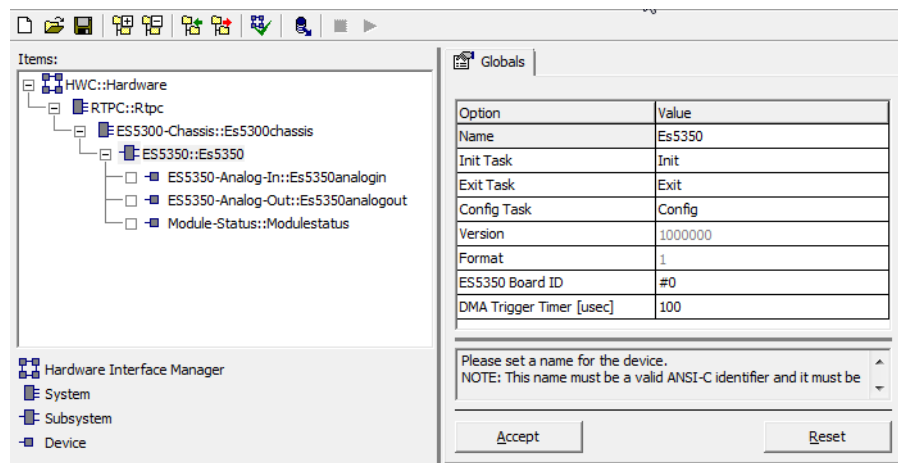 Items:
HWC::Hardware
RTPC::Rtpc
ES5300-Chassis::Es5300chassis
ES5350::Es5350
ES5350-Analog-In::Es5350analogin
ES5350-Analog-Out::Es5350analogout
Module-Status::Modulestatus
Hardware Interface Manager
System
Subsystem
Device
Globals
Option Value
Name Es5350
Init Task Init
Exit Task Exit
Config Task Config
Version 1000000
Format 1
ES5350 Board ID #0
DMA Trigger Timer [usec] 100
Please set a name for the device.
NOTE: This name must be a valid ANSI-C identifier and it must be
Accept Reset